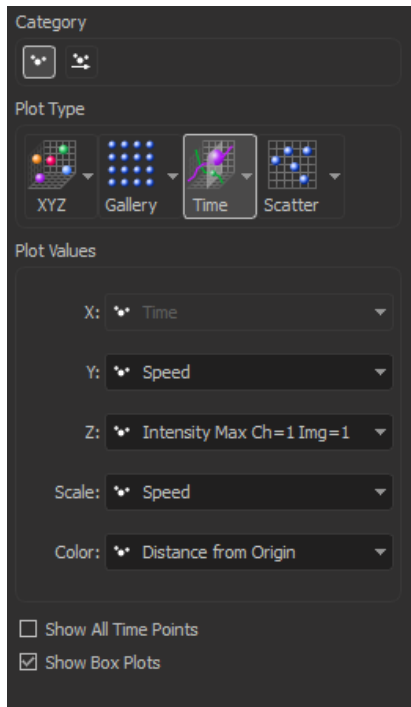 Category
Plot Type
XYZ Gallery Time Scatter
Plot Values
X: Time
Y: Speed
Z: Intensity Max Ch=1 Img=1
Scale: Speed
Color: Distance from Origin
Show All Time Points
Show Box Plots